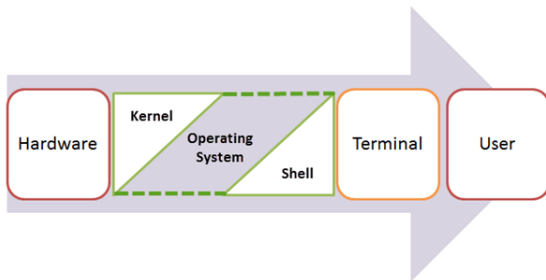 Hardware
Kernel
Operating
System
Shell
Terminal
User